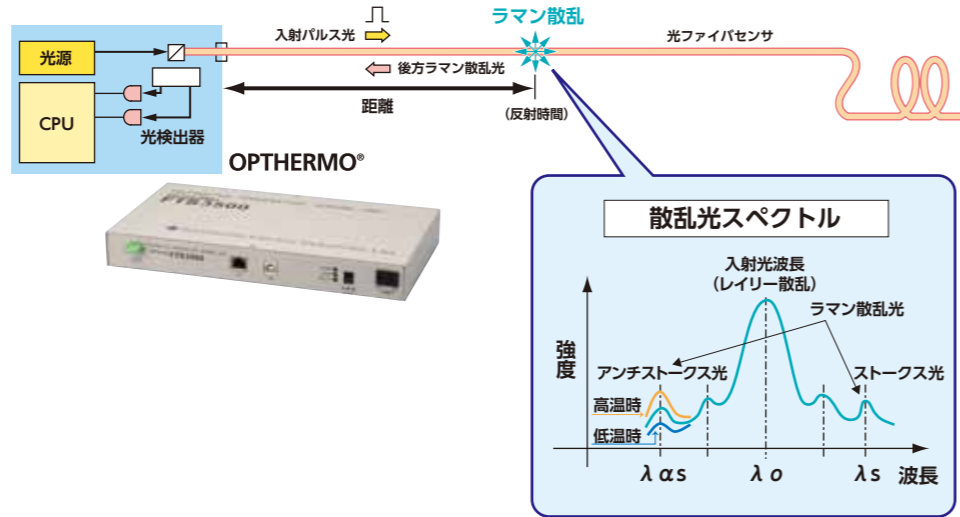 ラマン散乱
入射パルス光
光ファイバセンサ
光源
後方ラマン散乱光
距離
(反射時間)
CPU
光検出器
OPTHERMO®
FTR3500
散乱光スペクトル
入射光波長
(レイリー散乱)
ラマン散乱光
強度
アンチストークス光
ストークス光
高温時
低温時
λαs
λo
λs
波長